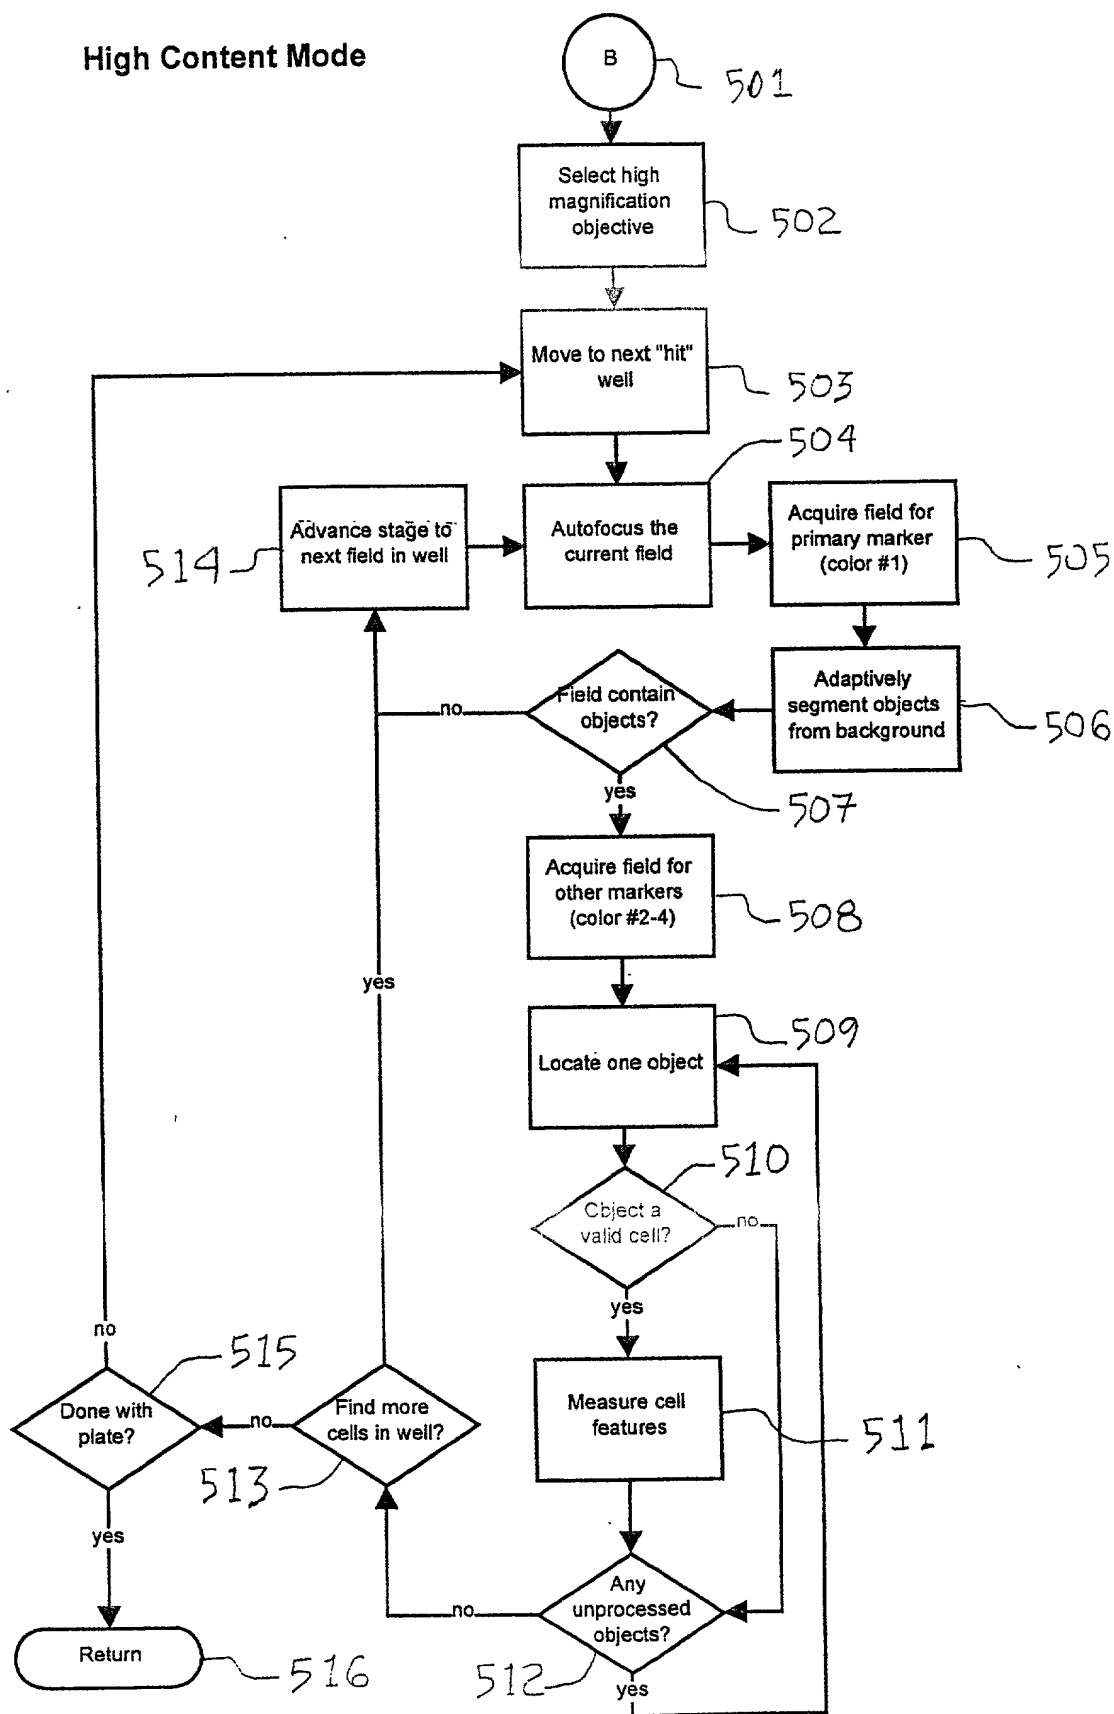 High Content Mode
B
501
Select high
magnification
objective
502
Move to next "hit"
well
503
504
Advance stage to
next field in well
514
Autofocus the
current field
Acquire field for
primary marker
(color #1)
505
Adaptively
segment objects
from background
506
Field contain
objects?
no
507
yes
Acquire field for
other markers
(color #2-4)
508
yes
509
Locate one object
510
Object a
valid cell?
no
yes
no
515
Measure cell
features
511
Done with
plate?
no
Find more
cells in well?
513
yes
Any
unprocessed
objects?
no
512
yes
Return
516